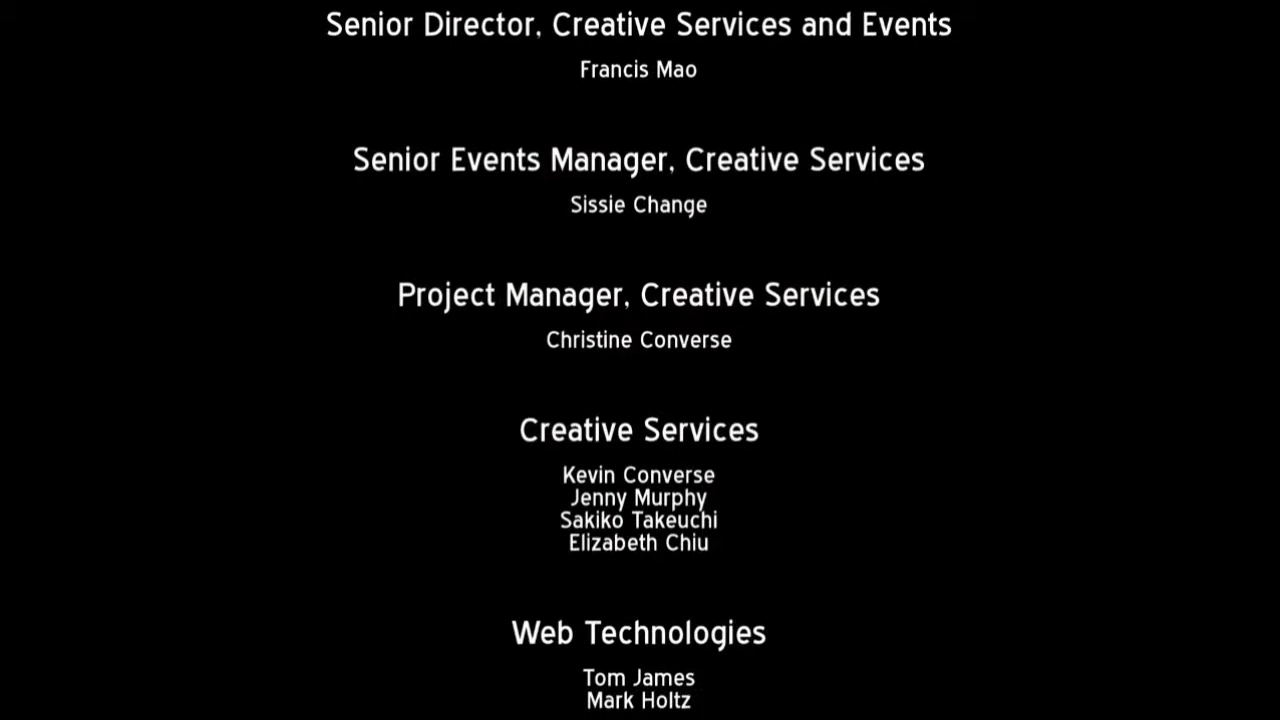 Senior Director, Creative Services and Events
Francis Mao
Senior Events Manager, Creative Services
Sissie Change
Project Manager, Creative Services
Christine Converse
Creative Services
Kevin Converse
Jenny Murphy
Sakiko Takeuchi
Elizabeth Chiu
Web Technologies
Tom James
Mark Holtz